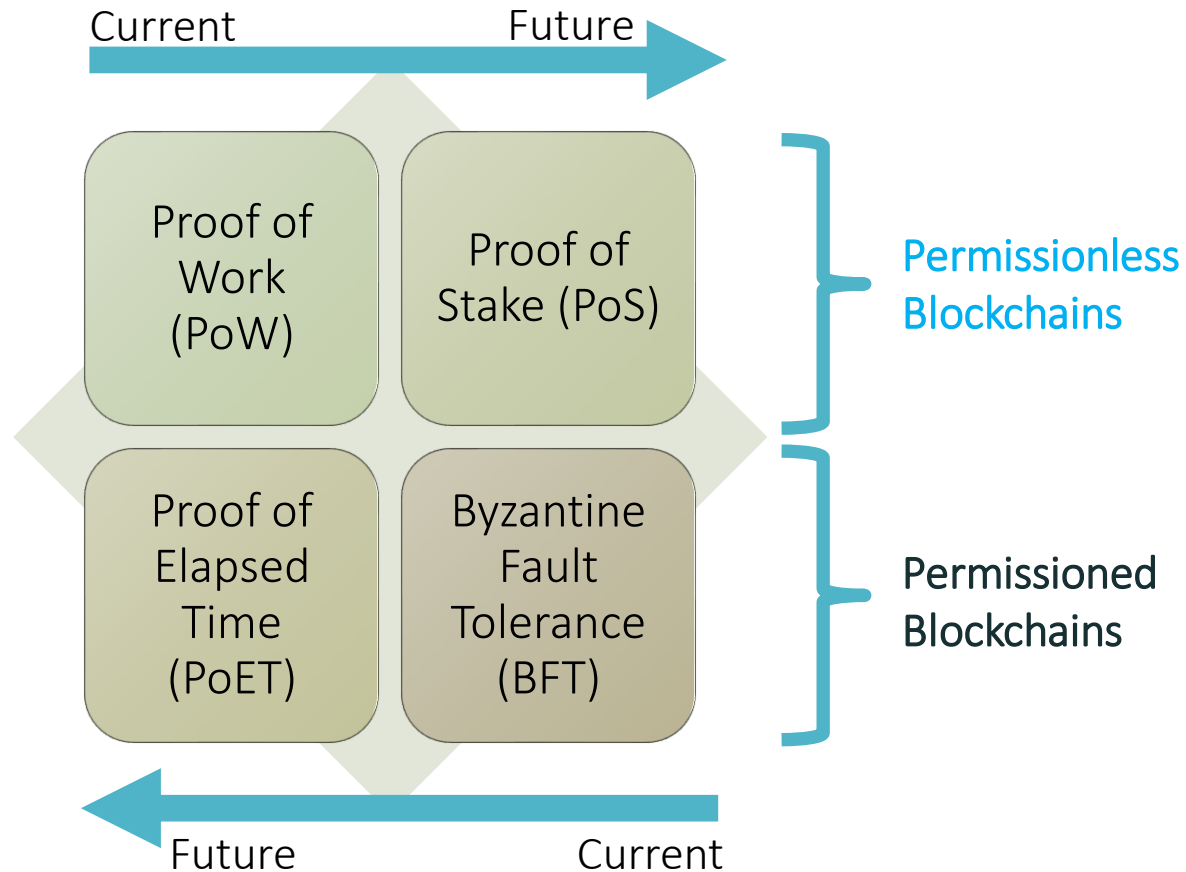 Current
Future
Proof of
Work
(PoW)
Proof of
Stake (PoS)
Permissionless
Blockchains
Proof of
Elapsed
Time
(PoET)
Byzantine
Fault
Tolerance
(BFT)
Permissioned
Blockchains
Future
Current